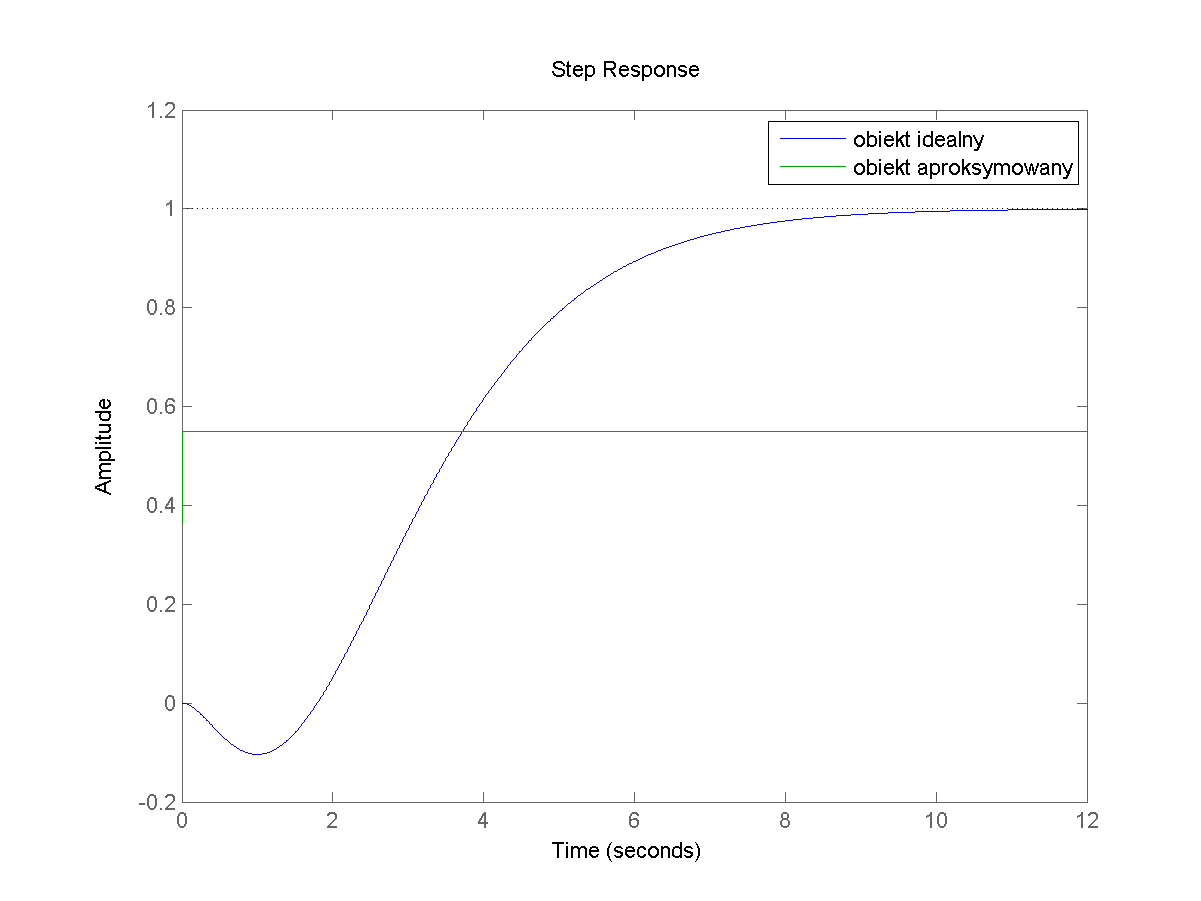 Step Response
1.2
1
0.8
0.6
0.4
0.2
0
-0.2
Amplitude
obiekt idealny
obiekt aproksymowany
0 2 4 6 8 10 12
Time (seconds)